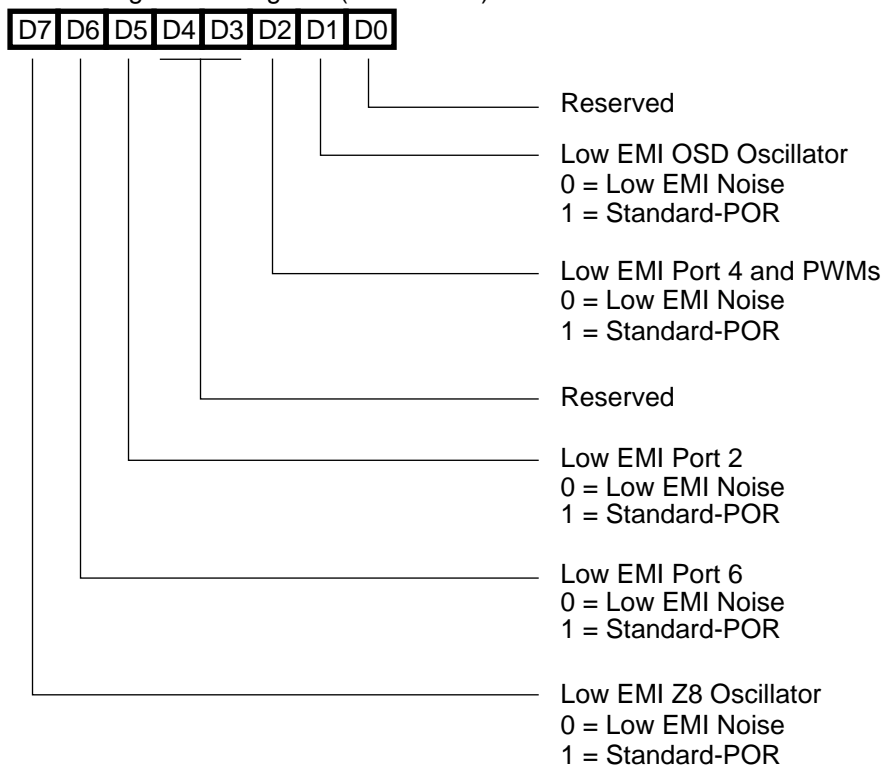 D7 D6 D5 D4 D3 D2 D1 D0
Reserved
Low EMI OSD Oscillator
0 = Low EMI Noise
1 = Standard-POR
Low EMI Port 4 and PWMs
0 = Low EMI Noise
1 = Standard-POR
Reserved
Low EMI Port 2
0 = Low EMI Noise
1 = Standard-POR
Low EMI Port 6
0 = Low EMI Noise
1 = Standard-POR
Low EMI Z8 Oscillator
0 = Low EMI Noise
1 = Standard-POR